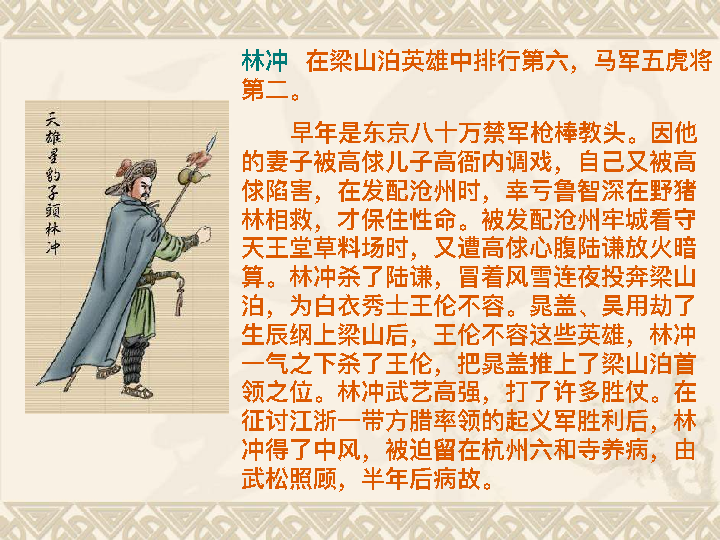 林冲 在梁山泊英雄中排行第六，马军五虎将
第二。
早年是东京八十万禁军枪棒教头。因他
的妻子被高俅儿子高衙内调戏，自己又被高
俅陷害，在发配沧州时，幸亏鲁智深在野猪
林相救，才保住性命。被发配沧州牢城看守
天王堂草料场时，又遭高俅心腹陆谦放火暗
算。林冲杀了陆谦，冒着风雪连夜投奔梁山
泊，为白衣秀士王伦不容。晁盖、吴用劫了
生辰纲上梁山后，王伦不容这些英雄，林冲
一气之下杀了王伦，把晁盖推上了梁山泊首
领之位。林冲武艺高强，打了许多胜仗。在
征讨江浙一带方腊率领的起义军胜利后，林
冲得了中风，被迫留在杭州六和寺养病，由
武松照顾，半年后病故。
天雄星豹子頭林冲